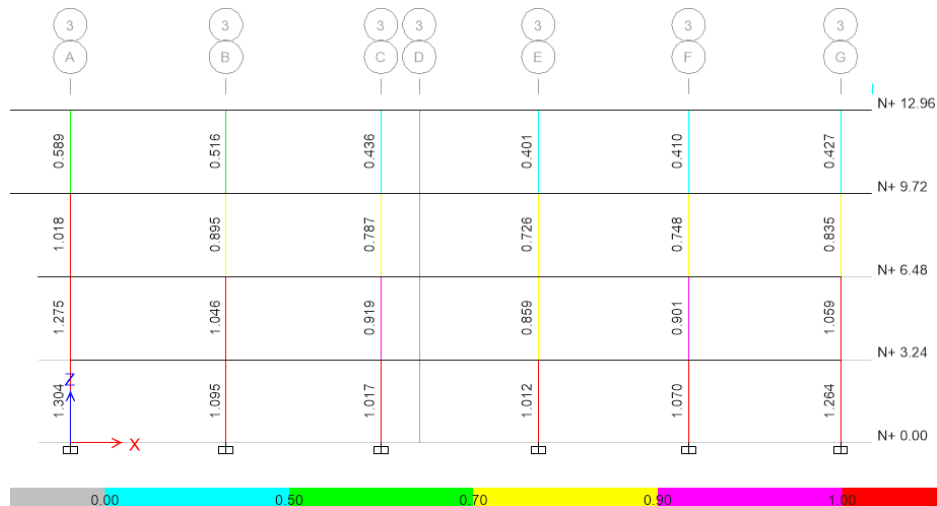 3 3 3 3 3 3 3
A B C D E F G
N+ 12.96
0.589 0.516 0.436 0.401 0.410 0.427
N+ 9.72
1.018 0.895 0.787 0.726 0.748 0.835
N+ 6.48
1.275 1.046 0.919 0.859 0.901 1.059
N+ 3.24
Z
1.304 1.095 1.017 1.012 1.070 1.264
N+ 0.00
X
0.00 0.50 0.70 0.90 1.00